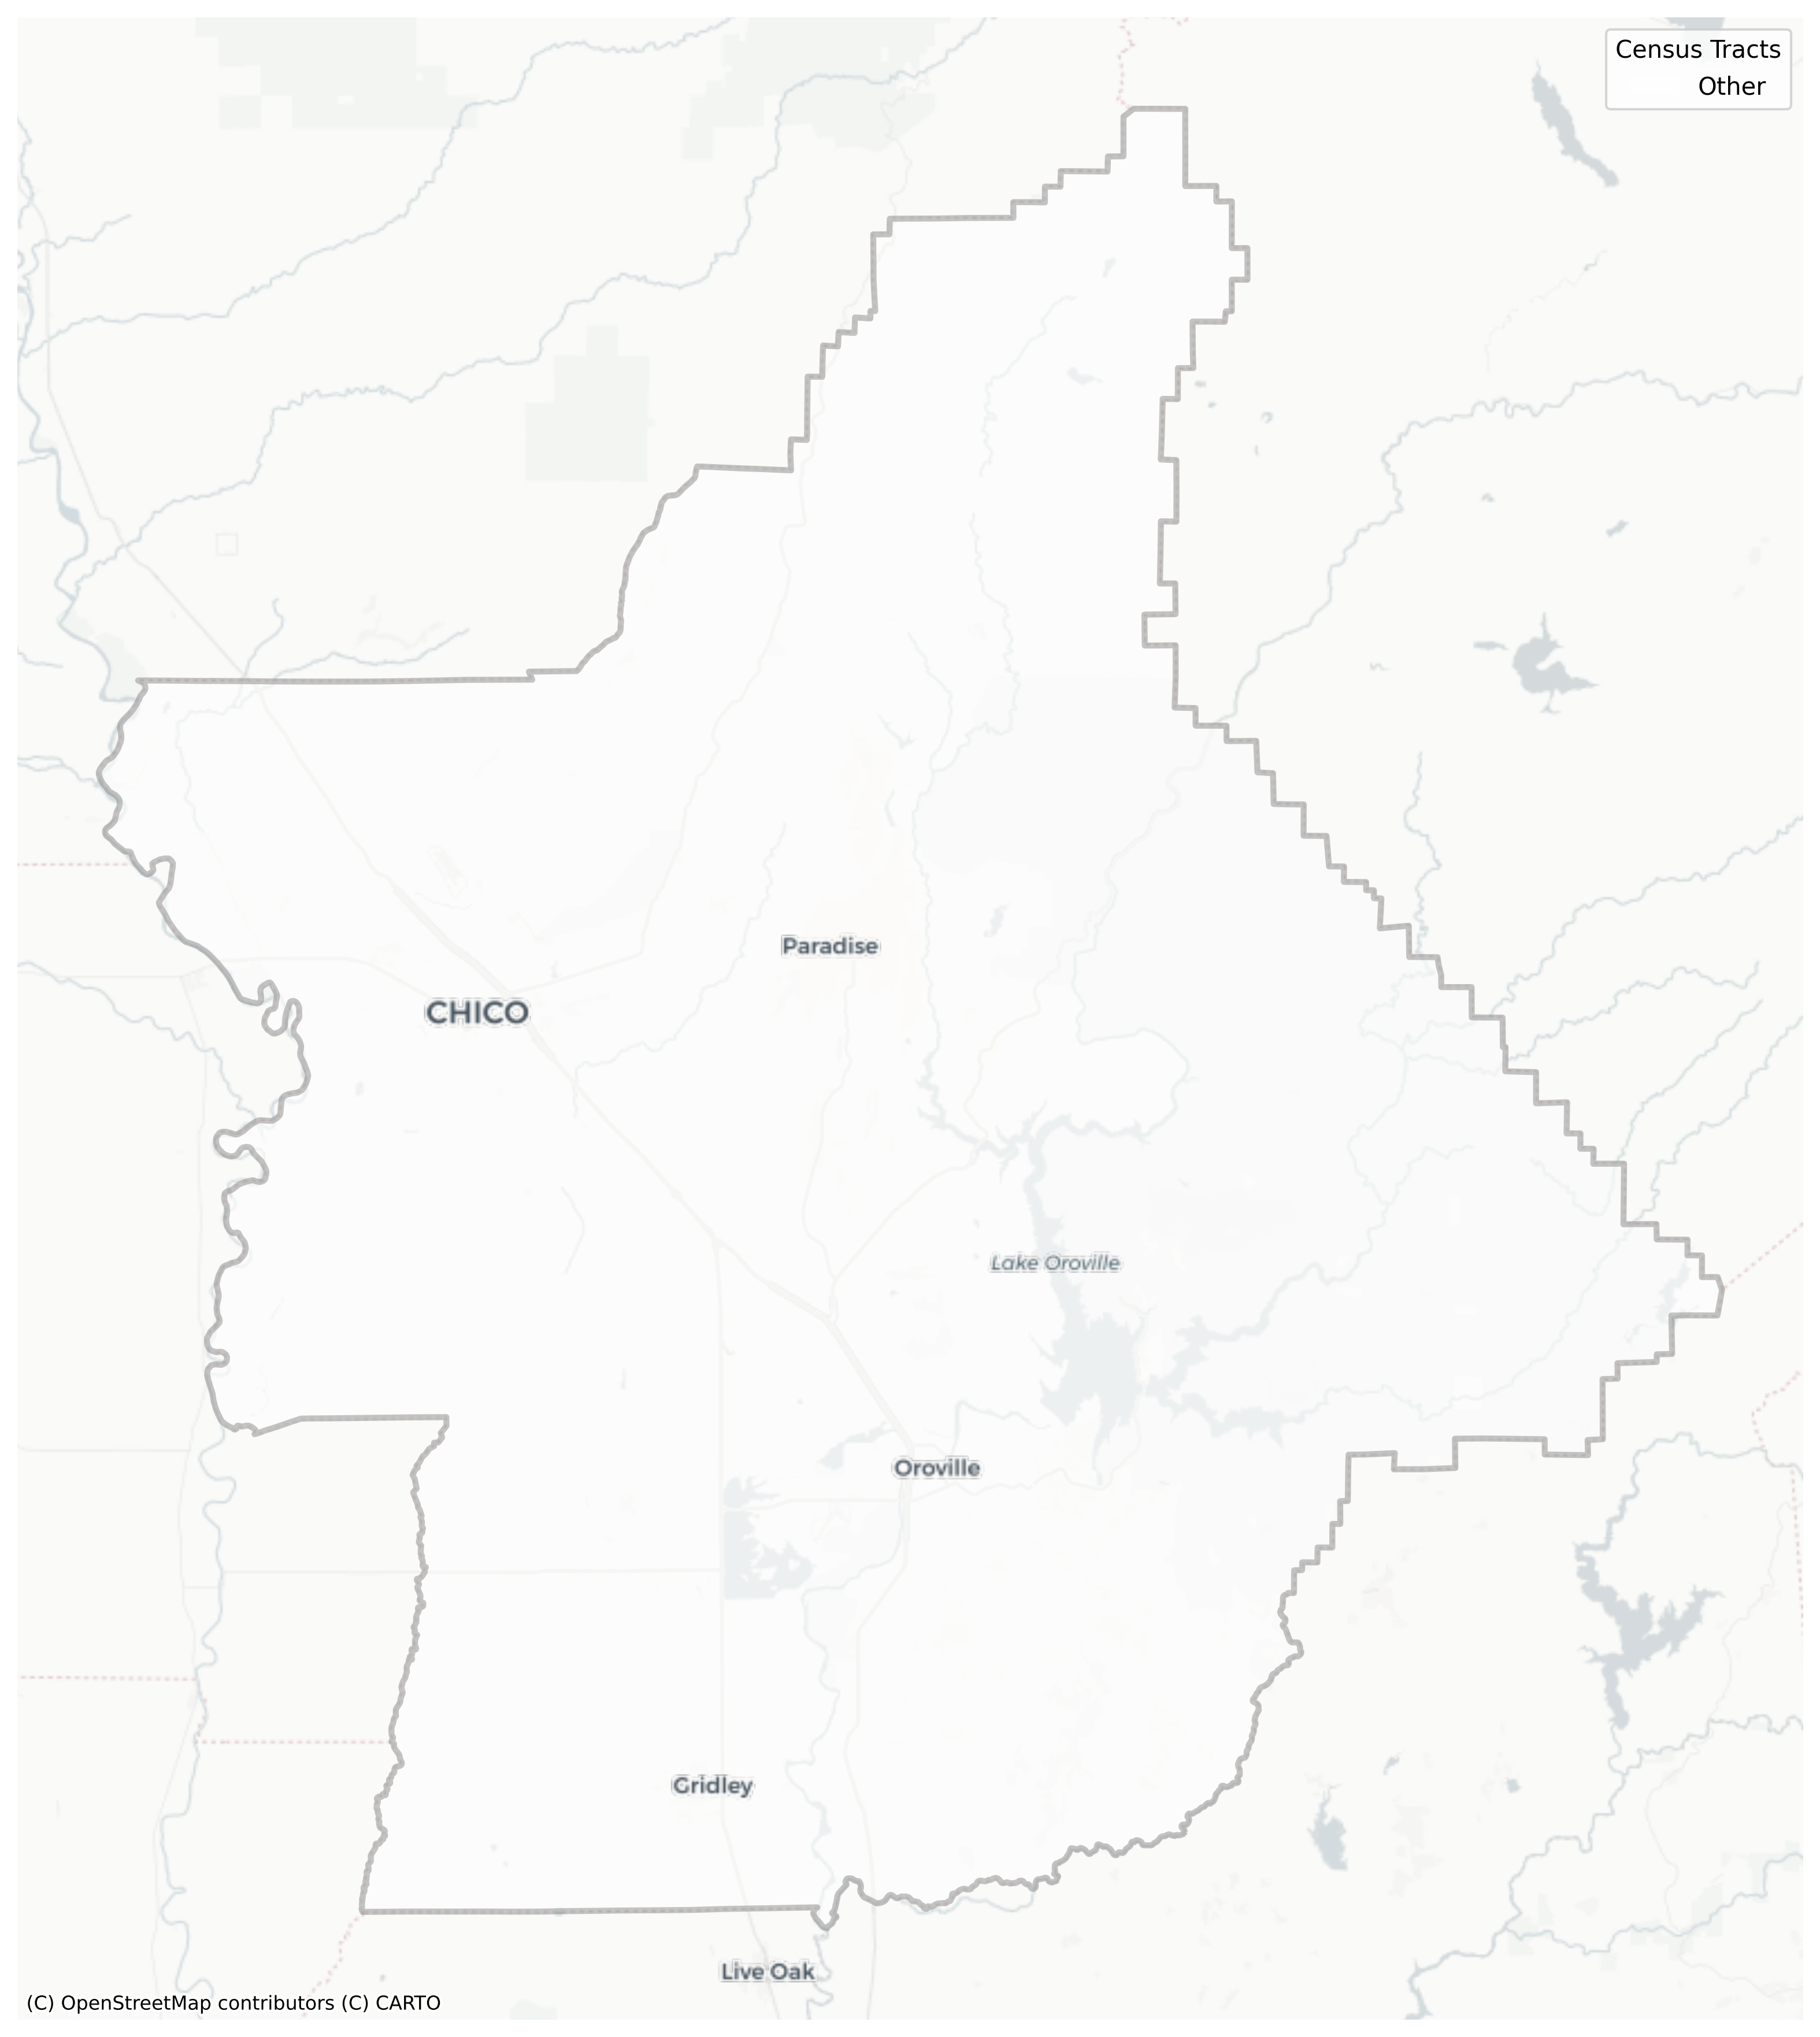 Census Tracts
Other
Paradise
CHICO
Lake Oroville
Oroville
Gridley
Live Oak
(C) OpenStreetMap contributors (C) CARTO